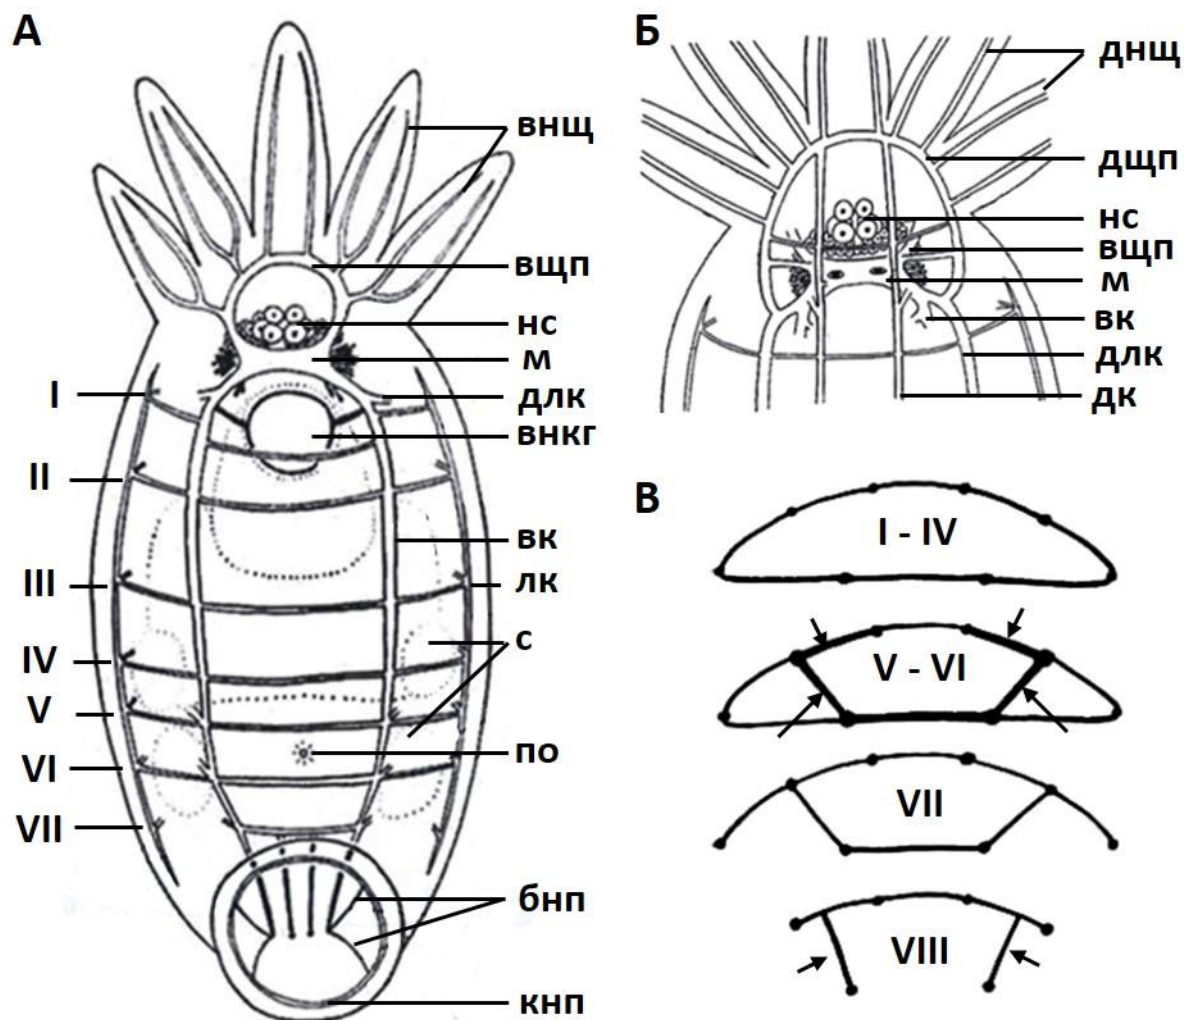 А
внщ
вщп
нс
м
длк
внкг
вк
лк
с
по
бнп
кнп
I
II
III
IV
V
VI
VII
Б
днщ
дщп
нс
вщп
м
вк
длк
дк
В
I - IV
V - VI
VII
VIII